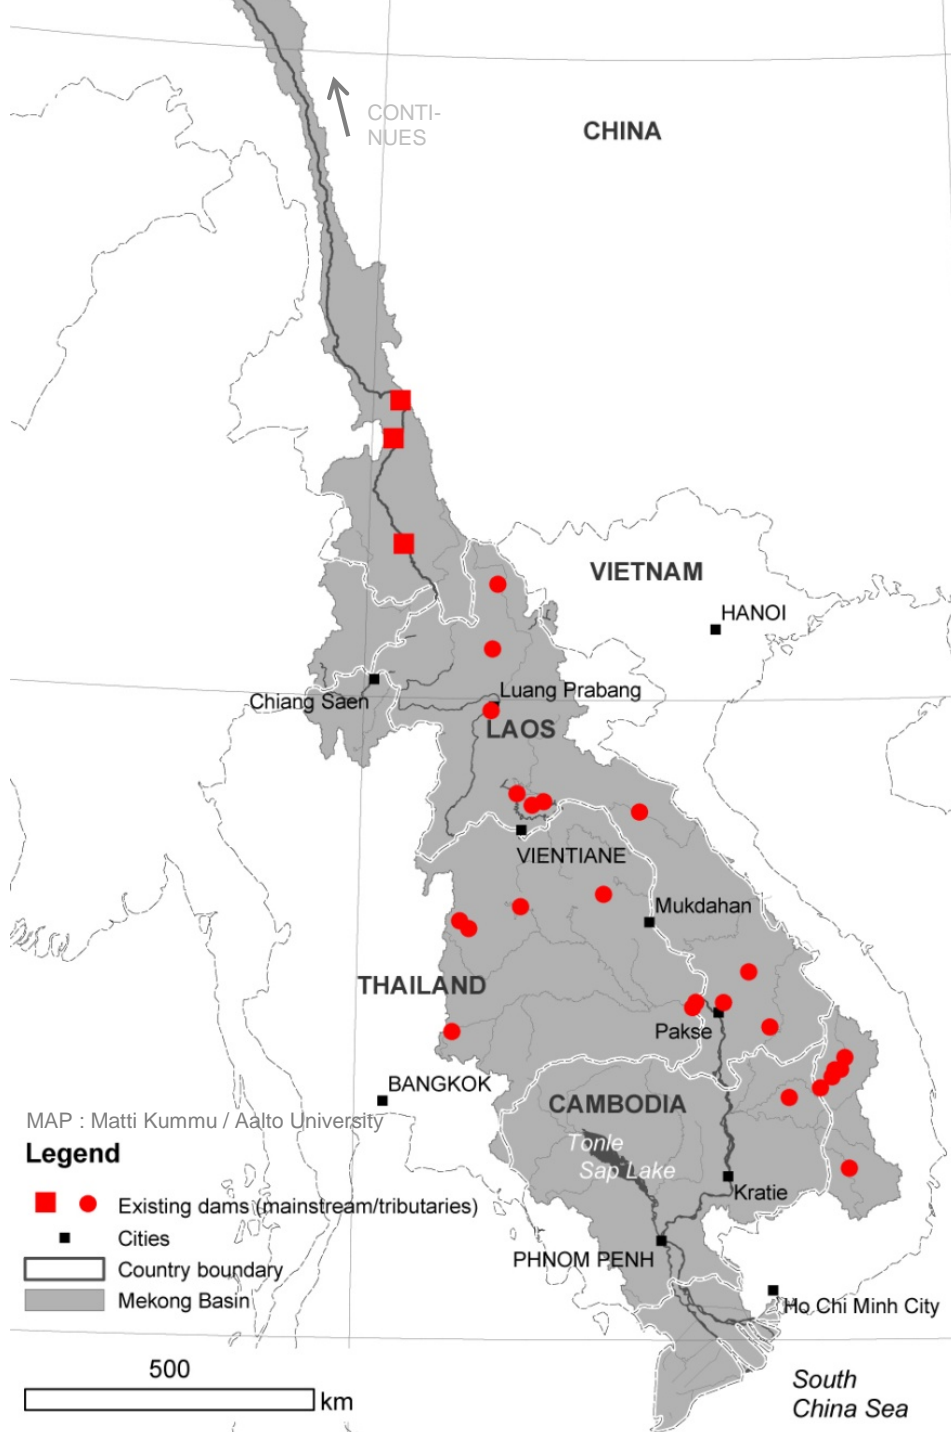 CONTI-
NUES
CHINA
VIETNAM
HANOI
Luang Prabang
Chiang Saen
LAOS
VIENTIANE
Mukdahan
THAILAND
Pakse
BANGKOK
CAMBODIA
MAP : Matti Kummu / Aalto University
Tonle
Sap Lake
Legend
Kratie
Existing dams (mainstream/tributaries)
Cities
PHNOM PENH
Country boundary
Mekong Basin
Ho Chi Minh City
500
km
South
China Sea